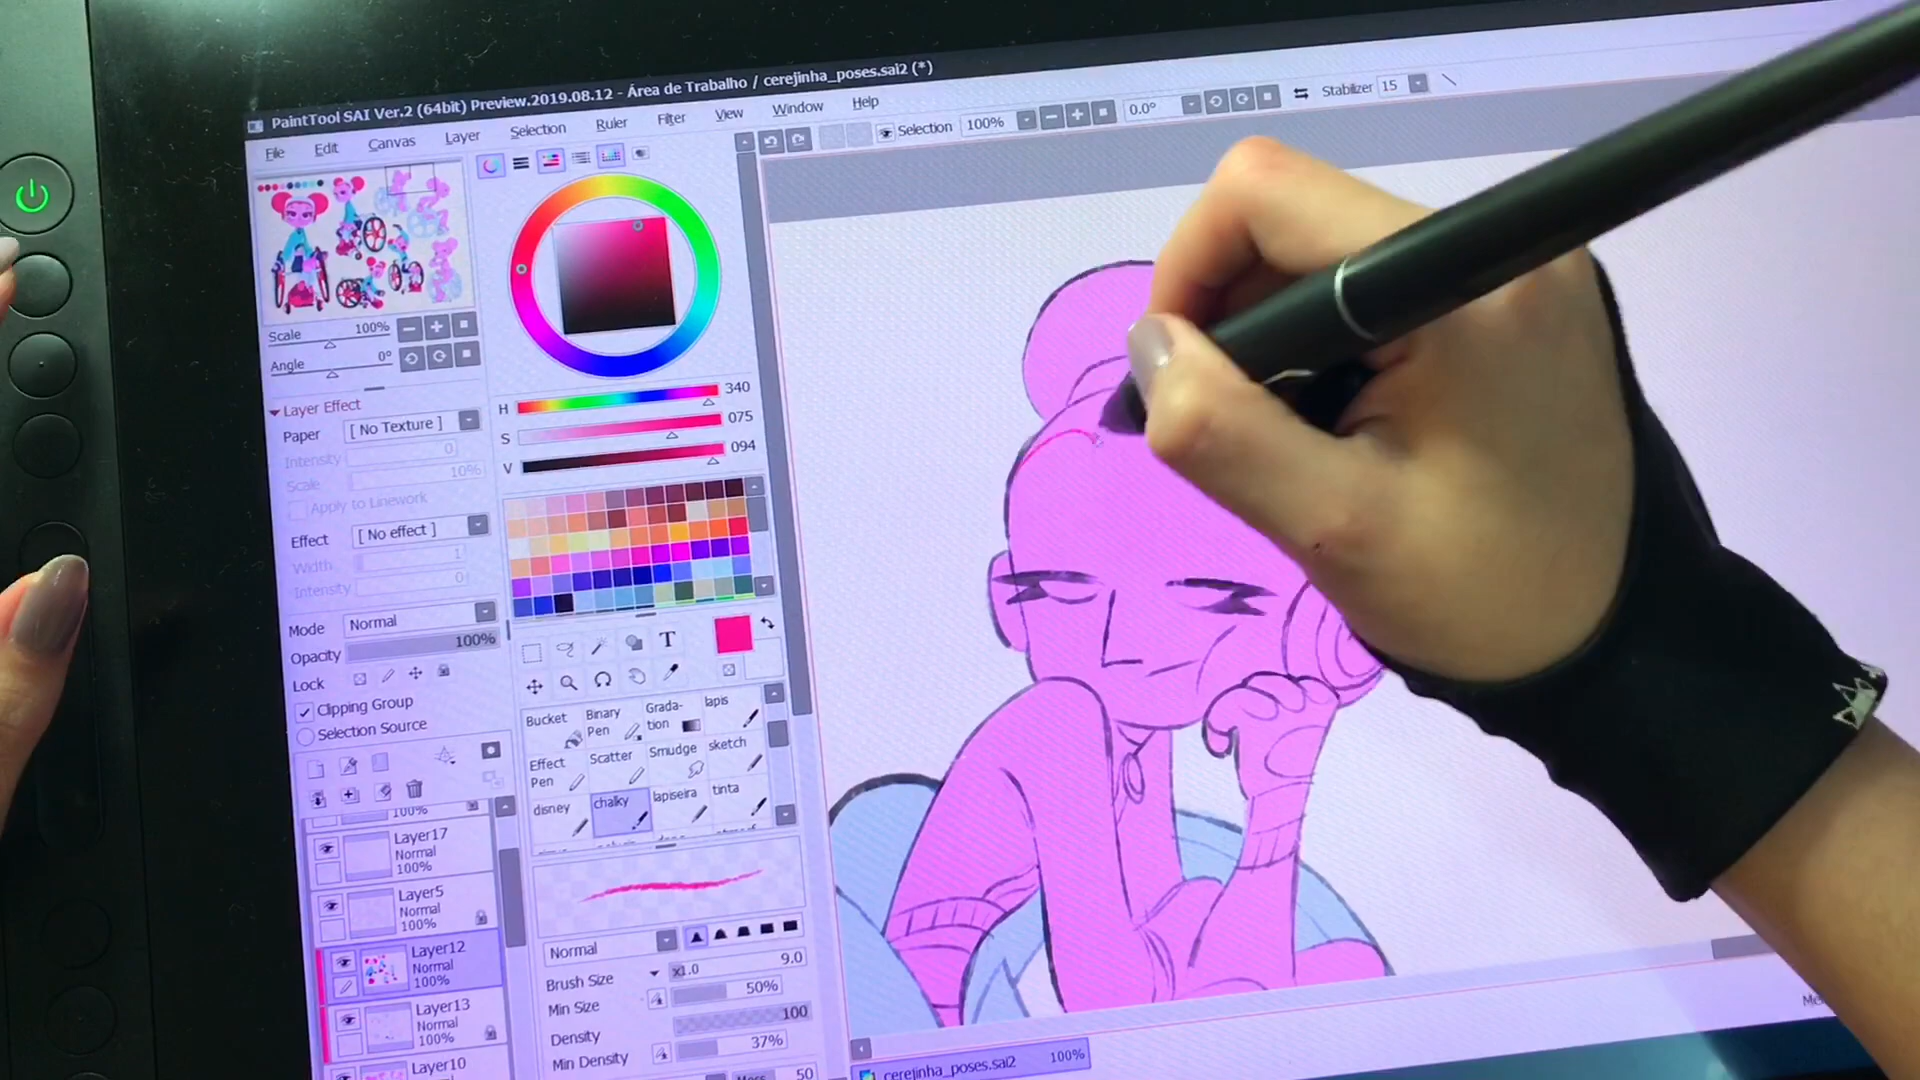 PaintTool SAI Ver.2 (64bit) Preview.2019.08.12 - Área de Trabalho / cerejinha_poses.sai2 (*)
File Edit Canvas Layer Selection Ruler Filter View Window Help
Selection 100% 0.0° Stabilizer 15
Scale 100%
Angle 0°
H 340
S 075
V 094
Layer Effect
Paper [ No Texture ]
Intensity 0
Scale 10%
Apply to Linework
Effect [ No effect ]
Width 1
Intensity 0
Mode Normal
Opacity 100%
Lock
Clipping Group
Selection Source
100%
Layer17
Normal
100%
Layer5
Normal
100%
Layer12
Normal
100%
Layer13
Normal
100%
Layer10
T
Bucket
Binary
Pen
Grada-
tion
lapis
Effect
Pen
Scatter
Smudge
sketch
disney
chalky
lapiseira
tinta
Normal
Brush Size x1.0 9.0
Min Size 50%
Density 100
Min Density 37%
50
cerejinha_poses.sai2 100%